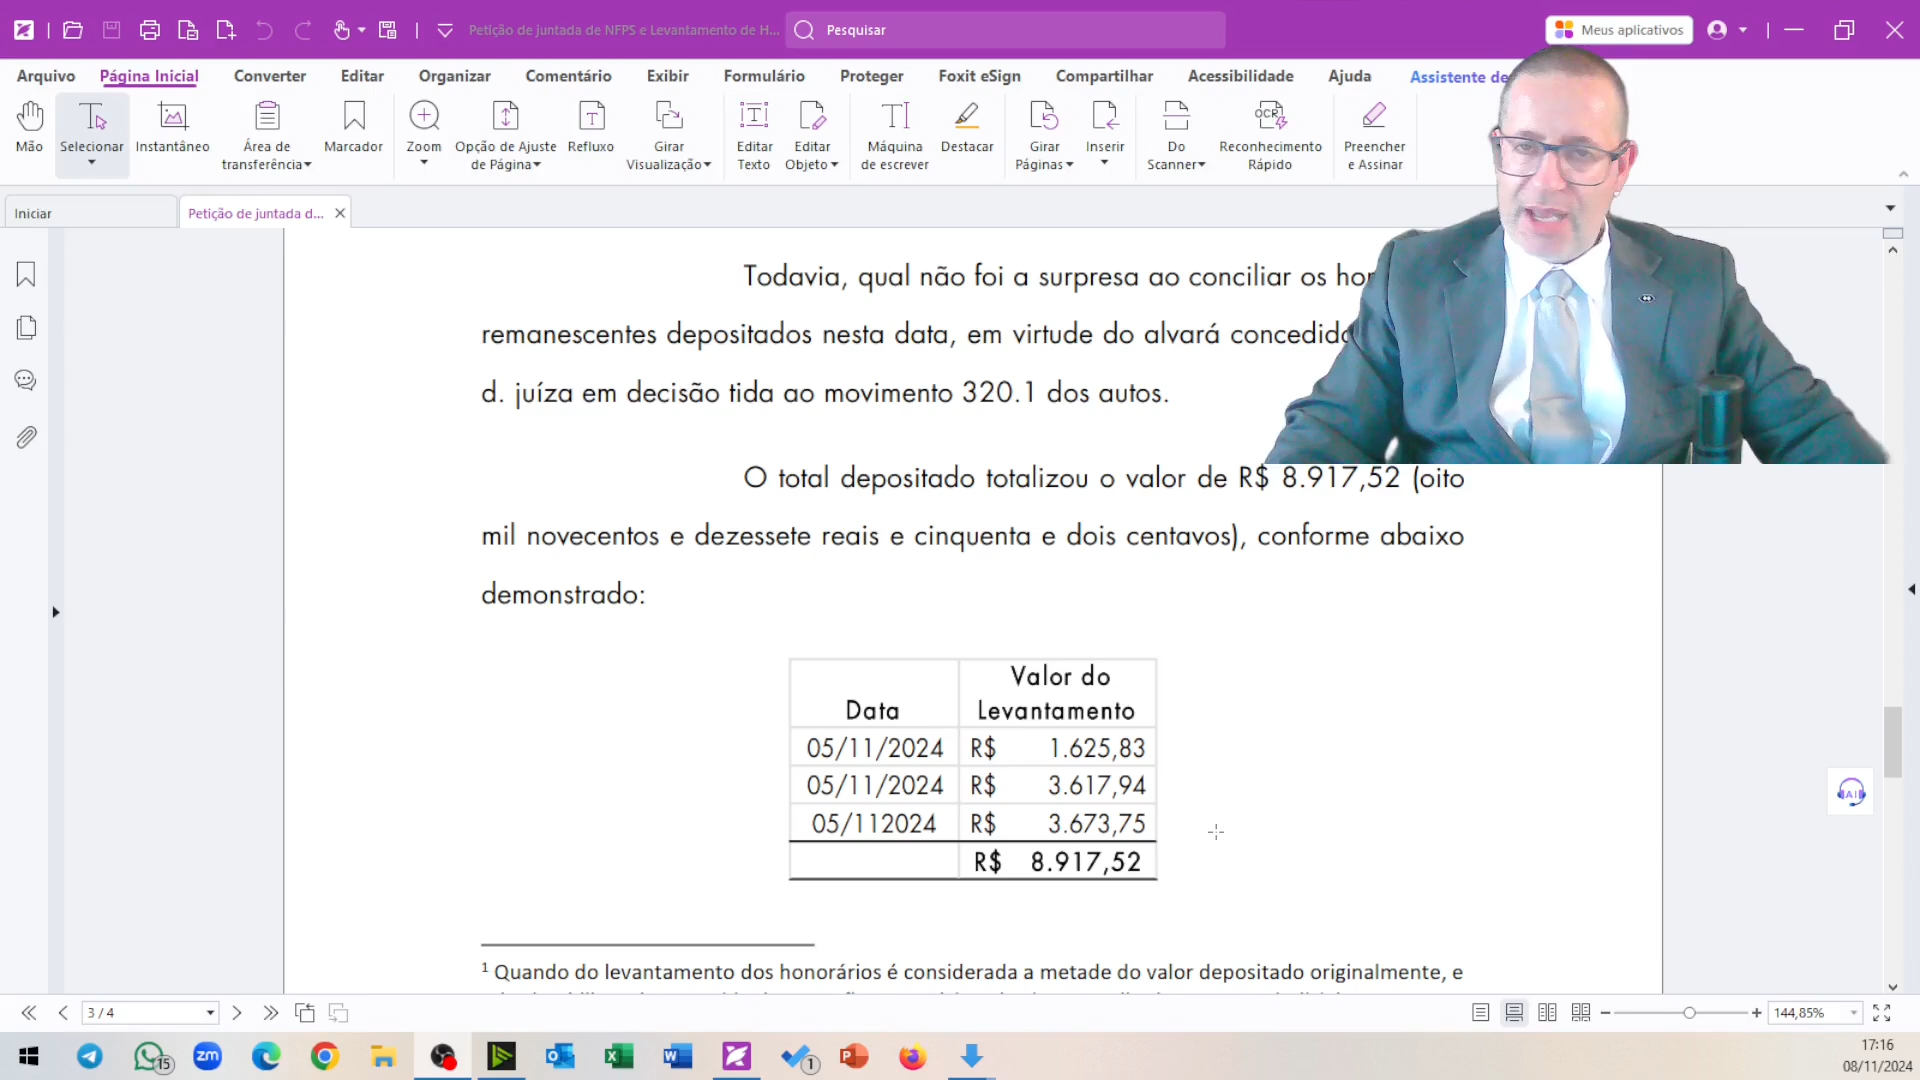 Petição de juntada de NFPS e Levantamento de H...
Pesquisar
Meus aplicativos
Arquivo Página Inicial Converter Editar Organizar Comentário Exibir Formulário Proteger Foxit eSign Compartilhar Acessibilidade Ajuda Assistente de
Mão
Selecionar
Instantâneo
Área de
transferência
Marcador
Zoom
Opção de Ajuste
de Página
Refluxo
Girar
Visualização
Editar
Texto
Editar
Objeto
Máquina
de escrever
Destacar
Girar
Páginas
Inserir
Do
Scanner
OCR
Reconhecimento
Rápido
Preencher
e Assinar
Iniciar
Petição de juntada d...
Todavia, qual não foi a surpresa ao conciliar os
remanescentes depositados nesta data, em virtude do alvará
d. juíza em decisão tida ao movimento 320.1 dos autos.
O total depositado totalizou o valor de R$ 8.917,52 (oito
mil novecentos e dezessete reais e cinquenta e dois centavos), conforme abaixo
demonstrado:
Data Valor do Levantamento
05/11/2024 R$ 1.625,83
05/11/2024 R$ 3.617,94
05/112024 R$ 3.673,75
R$ 8.917,52
1 Quando do levantamento dos honorários é considerada a metade do valor depositado originalmente, e
AI
3 / 4
144,85%
15
zm
1
17:16
08/11/2024